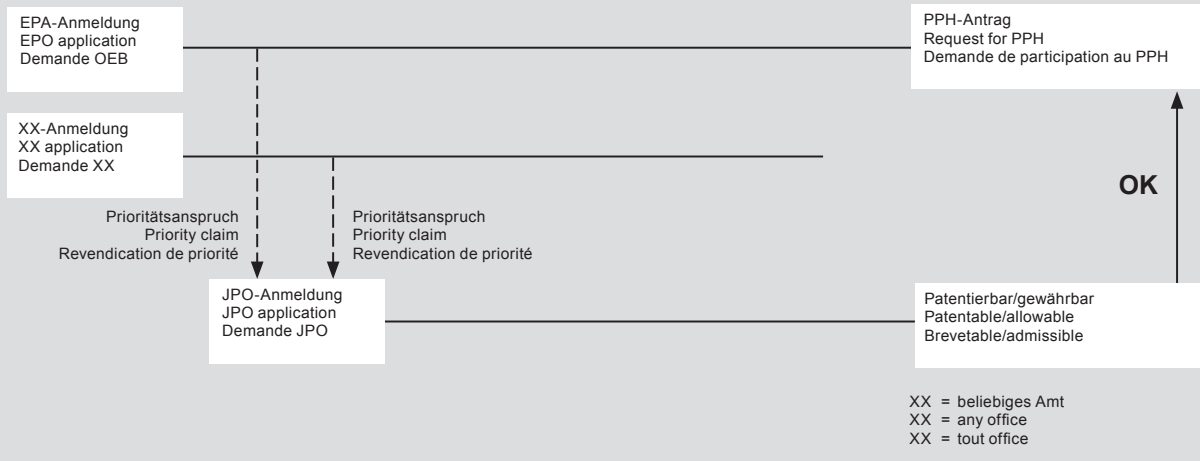 EPA-Anmeldung
EPO application
Demande OEB
PPH-Antrag
Request for PPH
Demande de participation au PPH
XX-Anmeldung
XX application
Demande XX
OK
Prioritätsanspruch
Priority claim
Revendication de priorité
Prioritätsanspruch
Priority claim
Revendication de priorité
JPO-Anmeldung
JPO application
Demande JPO
Patentierbar/gewährbar
Patentable/allowable
Brevetable/admissible
XX = beliebiges Amt
XX = any office
XX = tout office